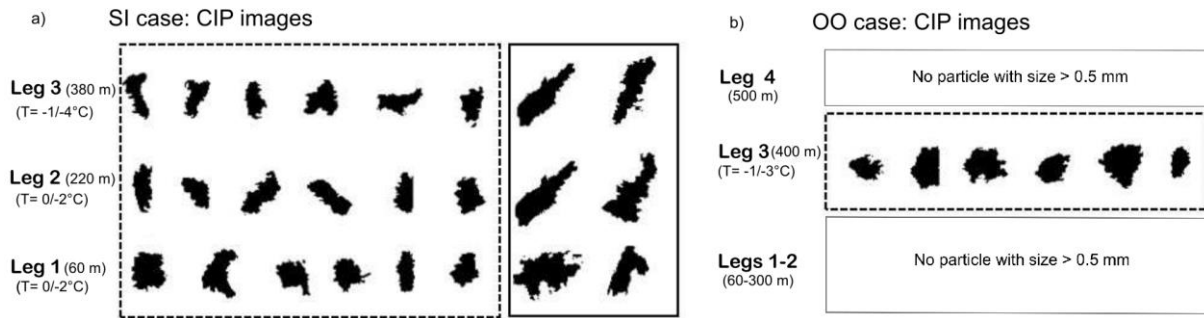 a) SI case: CIP images
Leg 3 (380 m)
(T= -1/-4°C)
Leg 2 (220 m)
(T= 0/-2°C)
Leg 1 (60 m)
(T= 0/-2°C)
b) OO case: CIP images
Leg 4
(500 m)
No particle with size > 0.5 mm
Leg 3 (400 m)
(T= -1/-3°C)
Legs 1-2
(60-300 m)
No particle with size > 0.5 mm